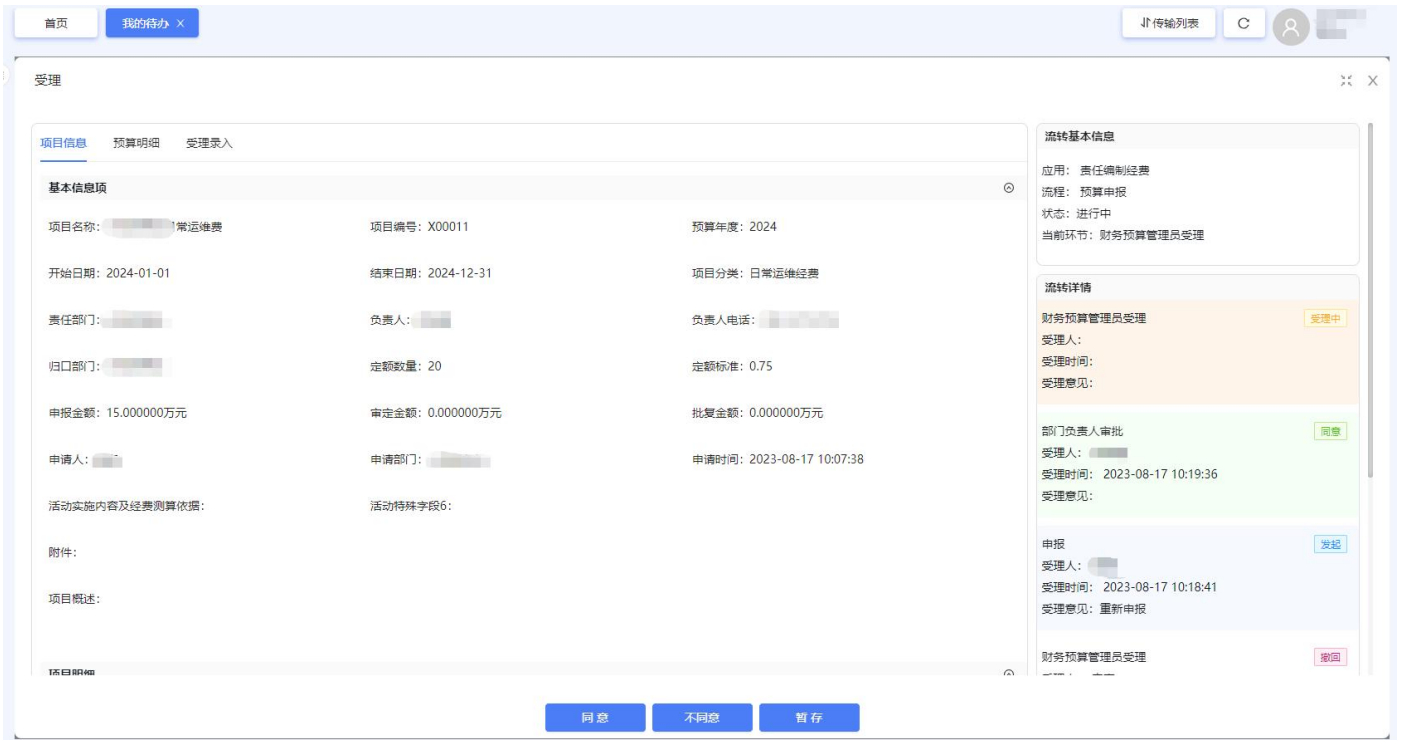 首页
我的待办 X
传输列表
受理
项目信息 预算明细 受理录入
基本信息项
项目名称: 常运维费 项目编号: X00011 预算年度: 2024
开始日期: 2024-01-01 结束日期: 2024-12-31 项目分类: 日常运维经费
责任部门: 负责人: 负责人电话:
归口部门: 定额数量: 20 定额标准: 0.75
申报金额: 15.000000万元 审定金额: 0.000000万元 批复金额: 0.000000万元
申请人: 申请部门: 申请时间: 2023-08-17 10:07:38
活动实施内容及经费测算依据: 活动特殊字段6:
附件:
项目概述:
项目明细
流转基本信息
应用: 责任编制经费
流程: 预算申报
状态: 进行中
当前环节: 财务预算管理员受理
流转详情
财务预算管理员受理 受理中
受理人:
受理时间:
受理意见:
部门负责人审批 同意
受理人:
受理时间: 2023-08-17 10:19:36
受理意见:
申报 发起
受理人:
受理时间: 2023-08-17 10:18:41
受理意见: 重新申报
财务预算管理员受理 撤回
同意 不同意 暂存